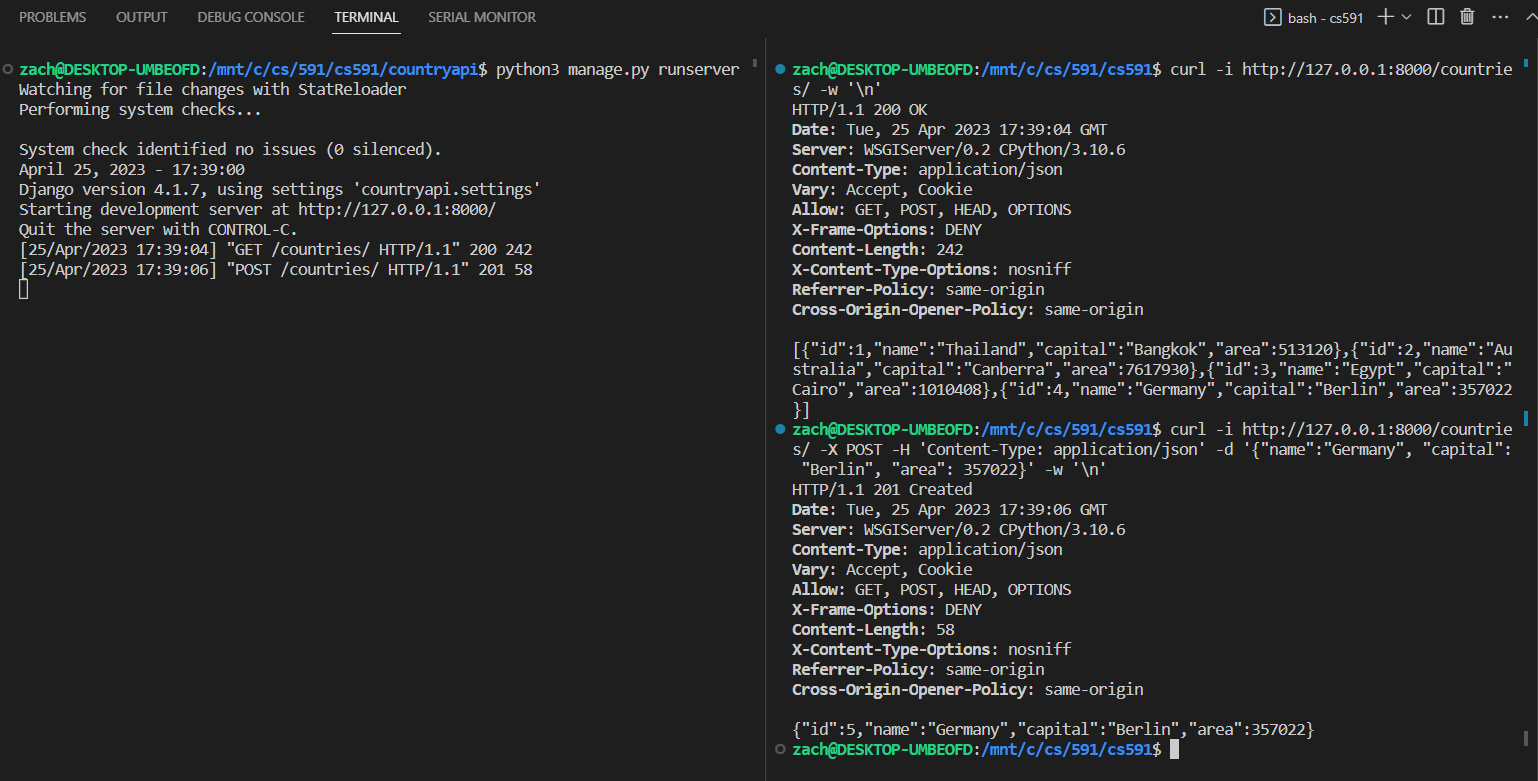 PROBLEMS OUTPUT DEBUG CONSOLE TERMINAL SERIAL MONITOR
bash - cs591
zach@DESKTOP-UMBEOFD:/mnt/c/cs/591/cs591/countryapi$ python3 manage.py runserver
Watching for file changes with StatReloader
Performing system checks...
System check identified no issues (0 silenced).
April 25, 2023 - 17:39:00
Django version 4.1.7, using settings 'countryapi.settings'
Starting development server at http://127.0.0.1:8000/
Quit the server with CONTROL-C.
[25/Apr/2023 17:39:04] "GET /countries/ HTTP/1.1" 200 242
[25/Apr/2023 17:39:06] "POST /countries/ HTTP/1.1" 201 58
zach@DESKTOP-UMBEOFD:/mnt/c/cs/591/cs591$ curl -i http://127.0.0.1:8000/countrie
s/ -w '\n'
HTTP/1.1 200 OK
Date: Tue, 25 Apr 2023 17:39:04 GMT
Server: WSGIServer/0.2 CPython/3.10.6
Content-Type: application/json
Vary: Accept, Cookie
Allow: GET, POST, HEAD, OPTIONS
X-Frame-Options: DENY
Content-Length: 242
X-Content-Type-Options: nosniff
Referrer-Policy: same-origin
Cross-Origin-Opener-Policy: same-origin
[{"id":1,"name":"Thailand","capital":"Bangkok","area":513120},{"id":2,"name":"Au
stralia","capital":"Canberra","area":7617930},{"id":3,"name":"Egypt","capital":"
Cairo","area":1010408},{"id":4,"name":"Germany","capital":"Berlin","area":357022
}]
zach@DESKTOP-UMBEOFD:/mnt/c/cs/591/cs591$ curl -i http://127.0.0.1:8000/countrie
s/ -X POST -H 'Content-Type: application/json' -d '{"name":"Germany", "capital":
"Berlin", "area": 357022}' -w '\n'
HTTP/1.1 201 Created
Date: Tue, 25 Apr 2023 17:39:06 GMT
Server: WSGIServer/0.2 CPython/3.10.6
Content-Type: application/json
Vary: Accept, Cookie
Allow: GET, POST, HEAD, OPTIONS
X-Frame-Options: DENY
Content-Length: 58
X-Content-Type-Options: nosniff
Referrer-Policy: same-origin
Cross-Origin-Opener-Policy: same-origin
{"id":5,"name":"Germany","capital":"Berlin","area":357022}
zach@DESKTOP-UMBEOFD:/mnt/c/cs/591/cs591$